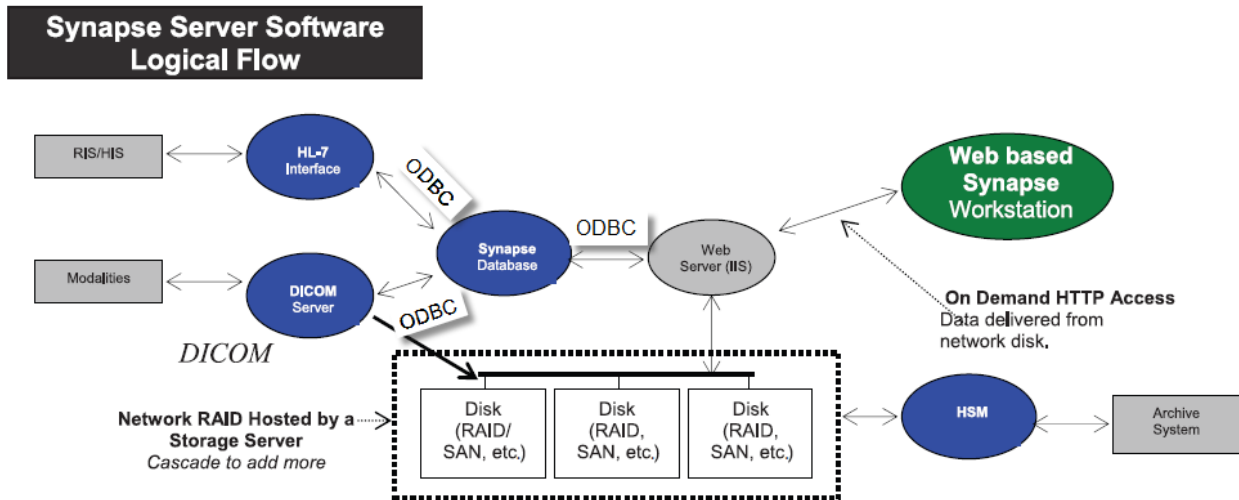 Synapse Server Software
Logical Flow
RIS/HIS
HL-7
Interface
ODBC
Web based
Synapse
Workstation
ODBC
Synapse
Database
Web
Server (IIS)
Modalities
DICOM
Server
ODBC
DICOM
On Demand HTTP Access
Data delivered from
network disk.
Network RAID Hosted by a
Storage Server
Cascade to add more
Disk
(RAID/
SAN, etc.)
Disk
(RAID,
SAN, etc.)
Disk
(RAID,
SAN, etc.)
HSM
Archive
System